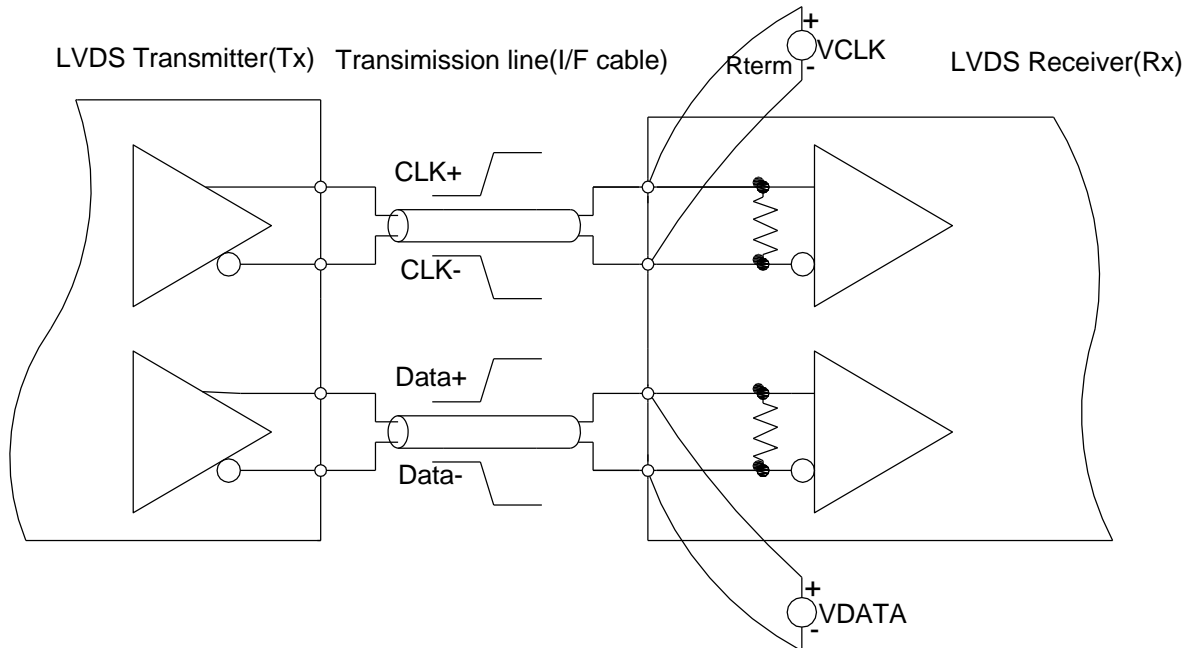 LVDS Transmitter(Tx)
Transimission line(I/F cable)
+
VCLK
-
Rterm
LVDS Receiver(Rx)
CLK+
CLK-
Data+
Data-
+
VDATA
-